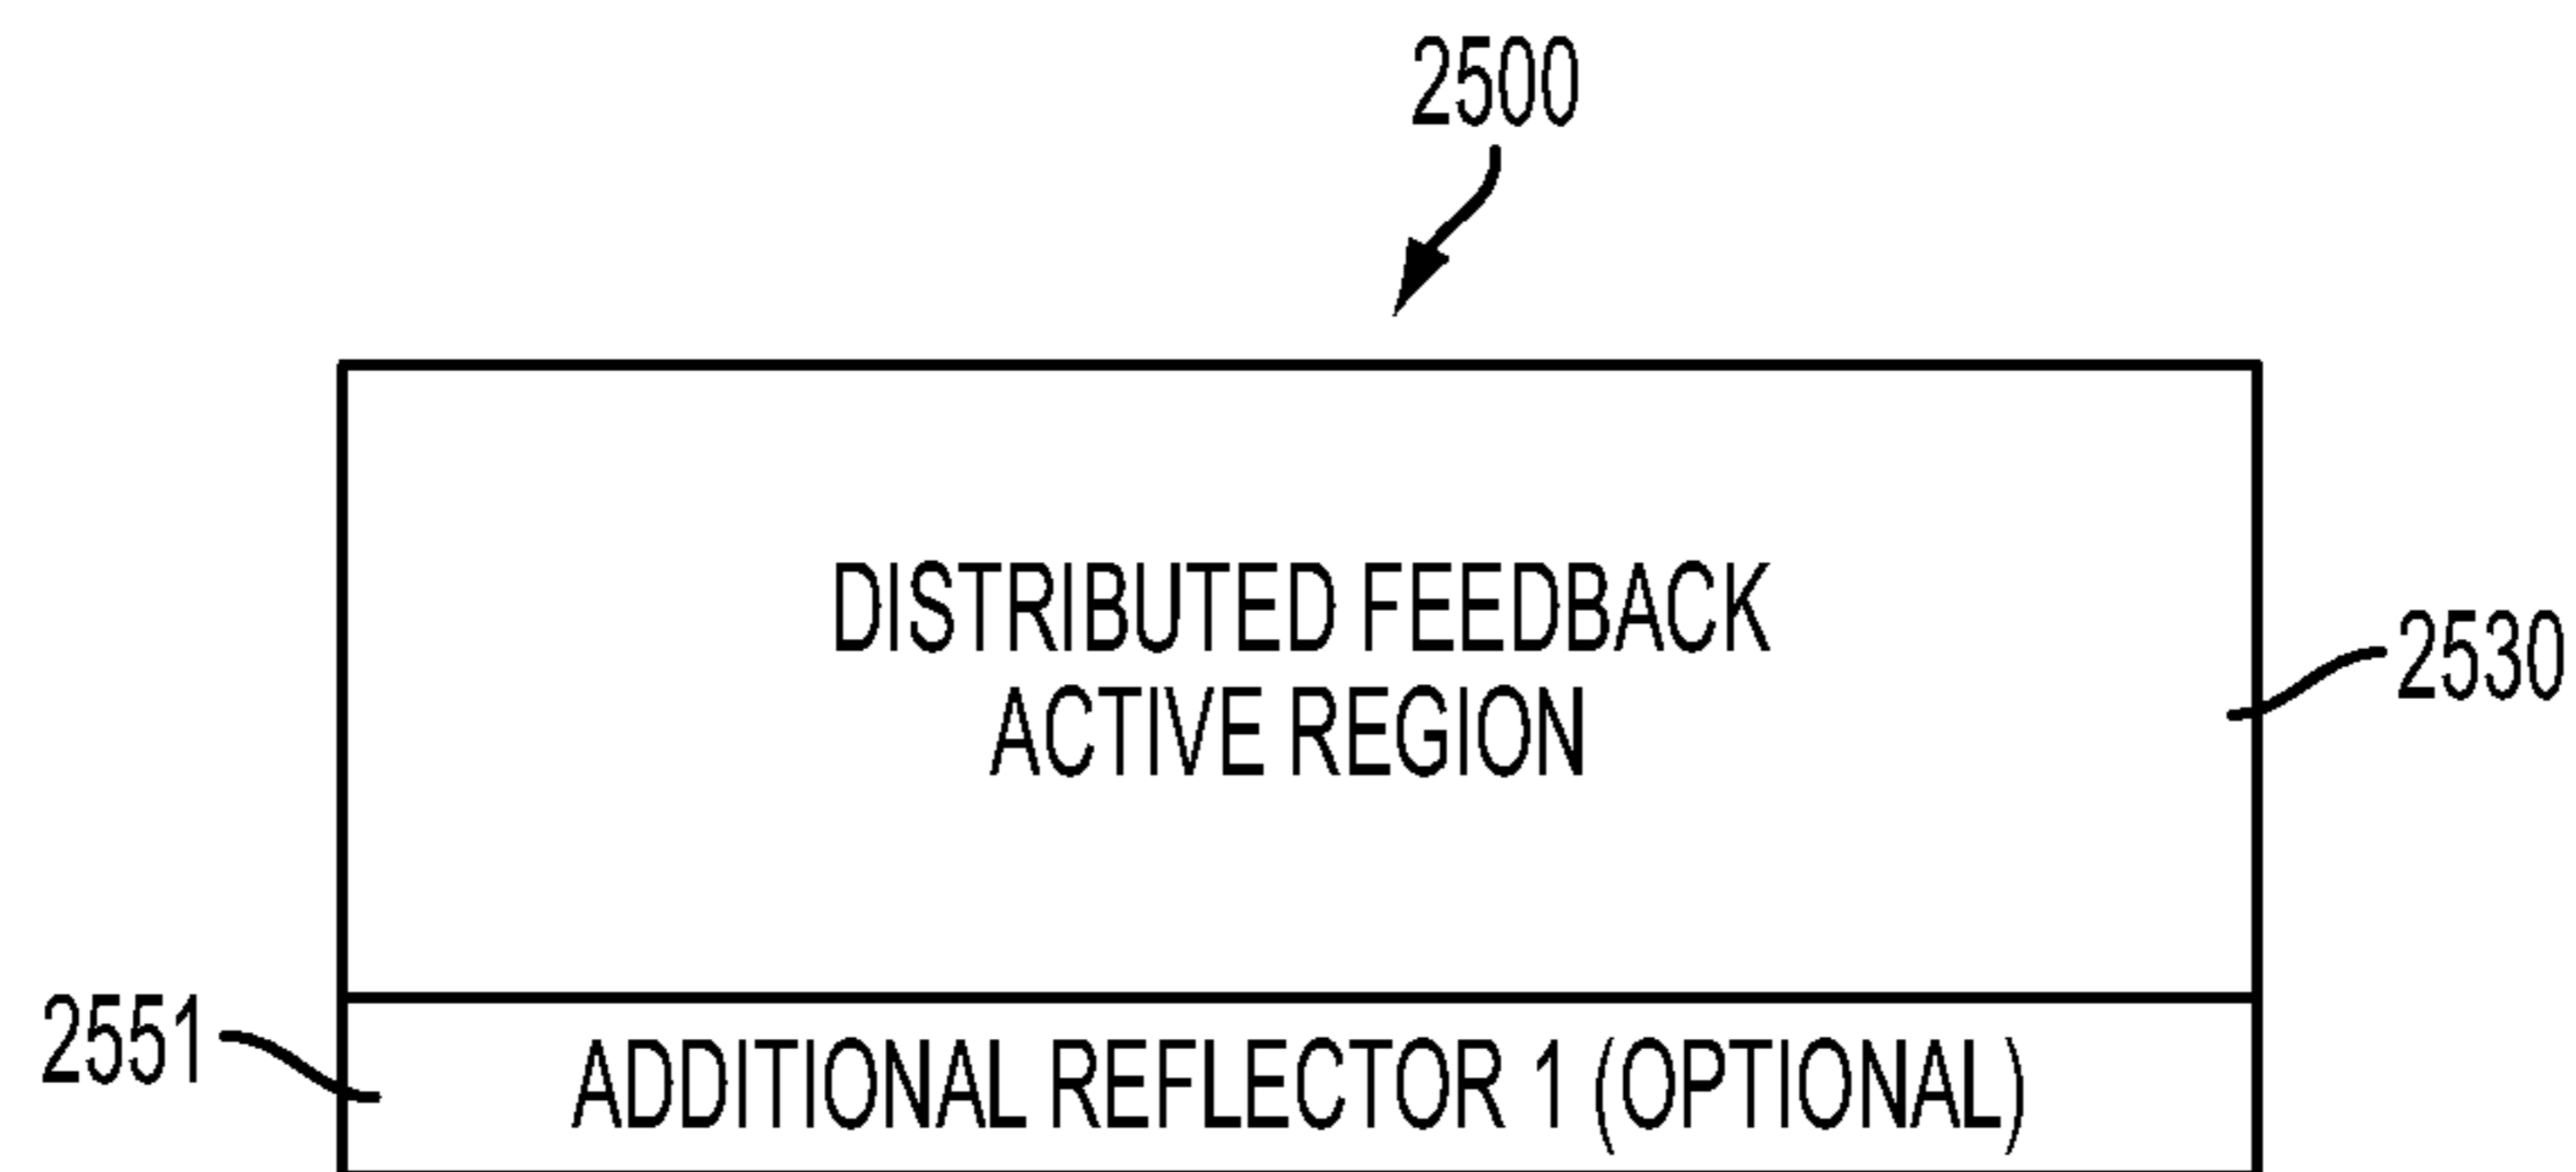 2500
DISTRIBUTED FEEDBACK
ACTIVE REGION
2530
2551
ADDITIONAL REFLECTOR 1 (OPTIONAL)